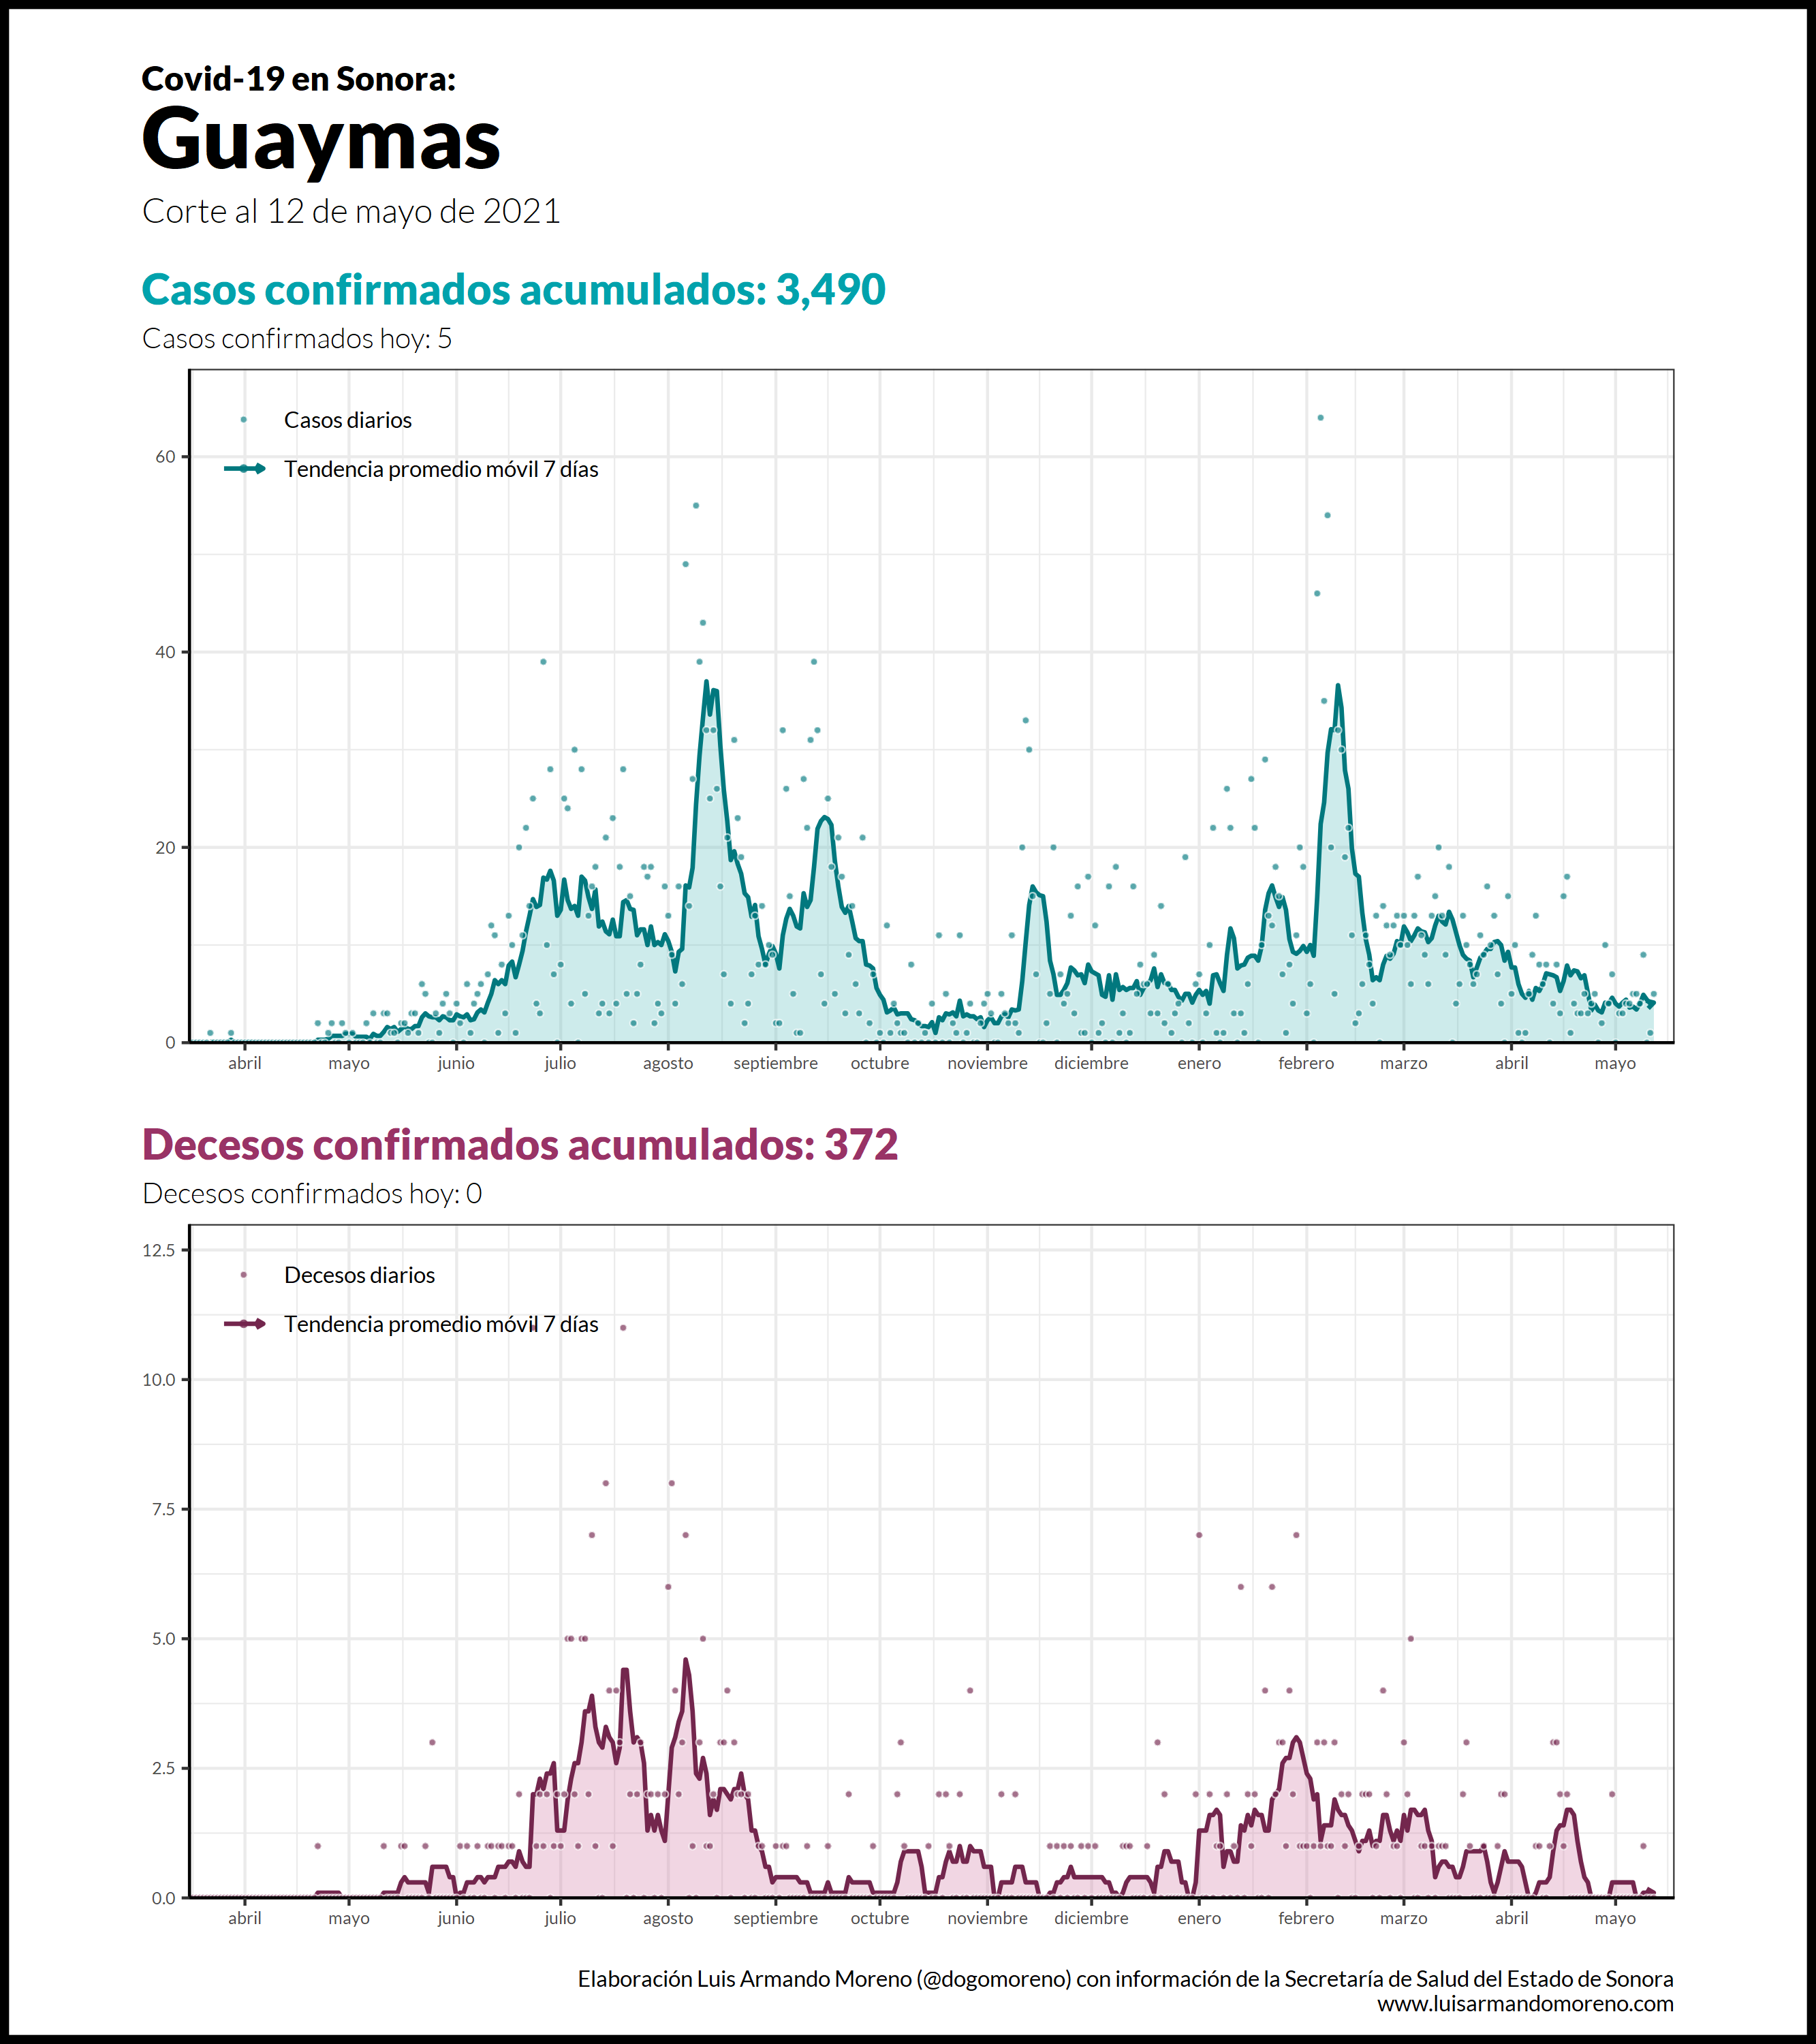 Covid-19 en Sonora:
Guaymas
Corte al 12 de mayo de 2021
Casos confirmados acumulados: 3,490
Casos confirmados hoy: 5
Casos diarios
Tendencia promedio móvil 7 días
60
40
20
0
abril mayo junio julio agosto septiembre octubre noviembre diciembre enero febrero marzo abril mayo
Decesos confirmados acumulados: 372
Decesos confirmados hoy: 0
12.5
Decesos diarios
Tendencia promedio móvil 7 días
10.0
7.5
5.0
2.5
0.0
abril mayo junio julio agosto septiembre octubre noviembre diciembre enero febrero marzo abril mayo
Elaboración Luis Armando Moreno (@dogomoreno) con información de la Secretaría de Salud del Estado de Sonora
www.luisarmandomoreno.com